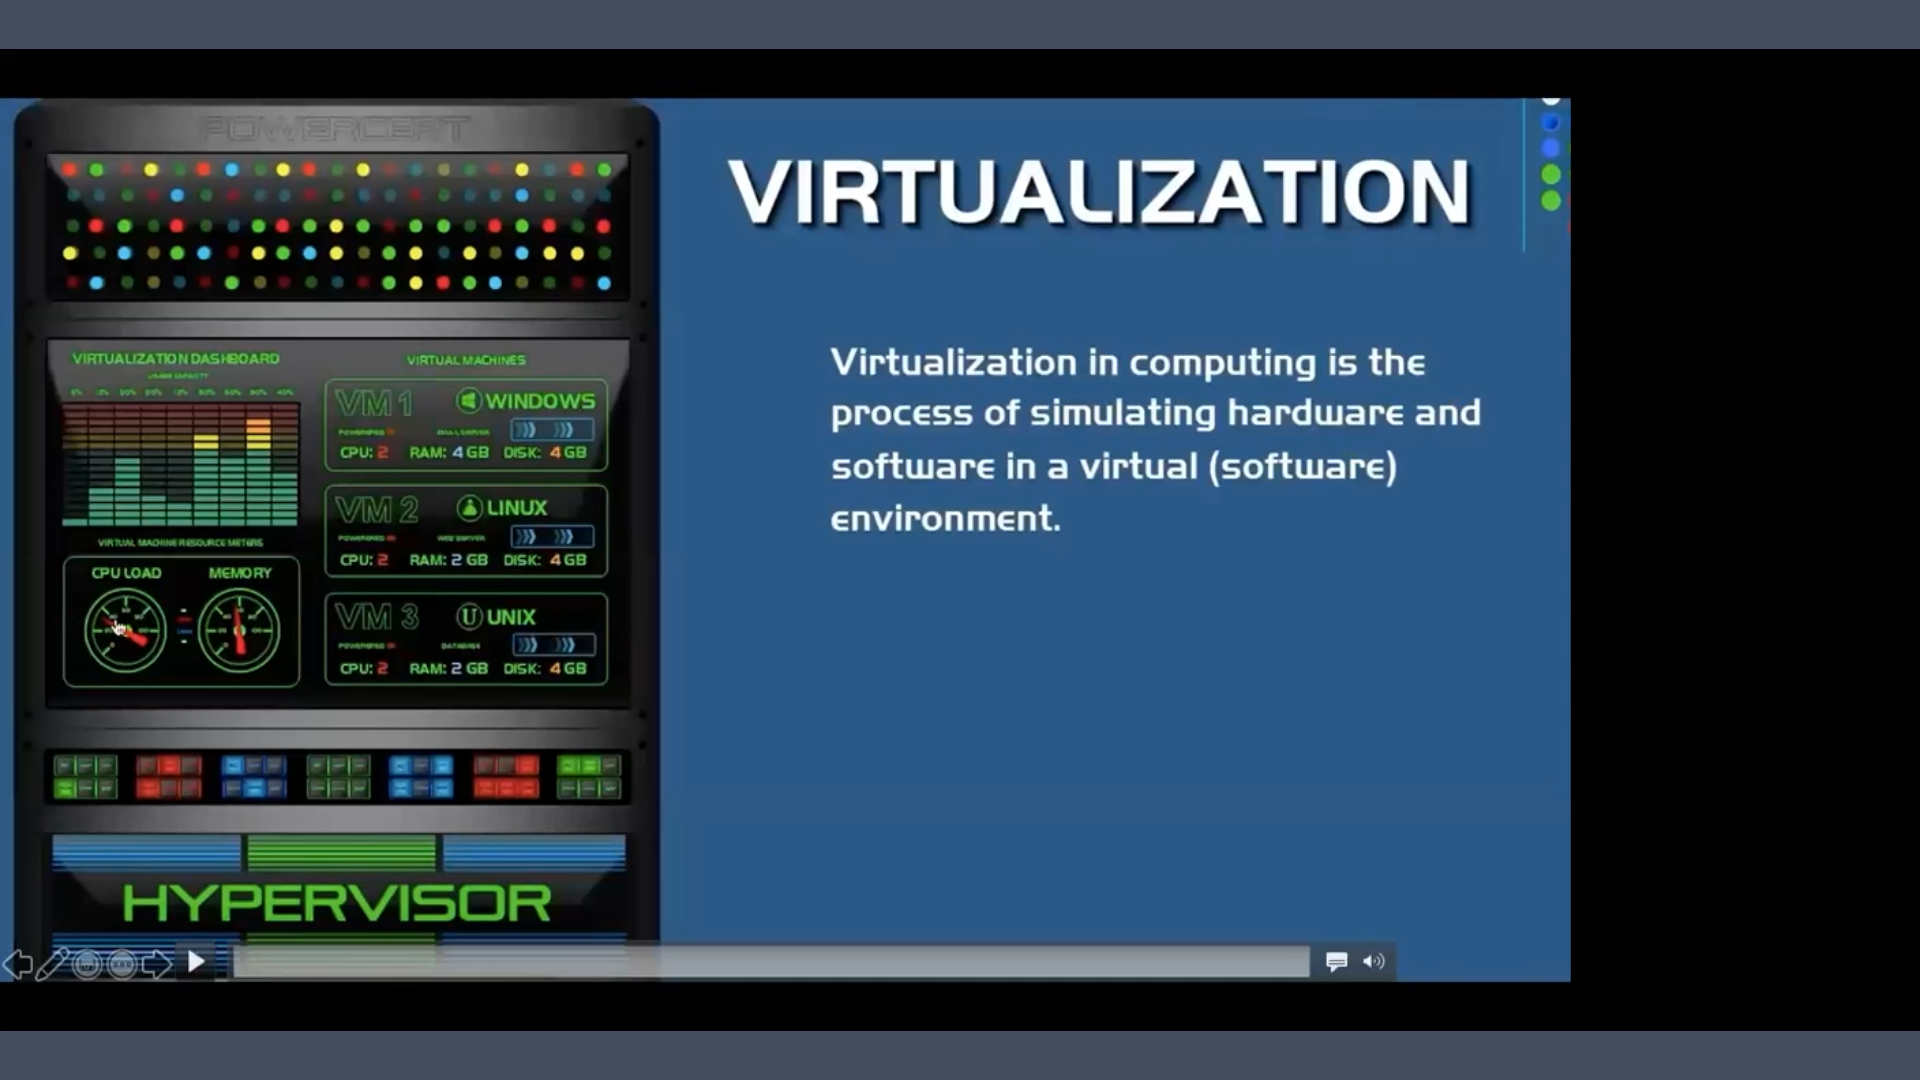 POWERCERT
VIRTUALIZATION
Virtualization in computing is the
process of simulating hardware and
software in a virtual (software)
environment.
VIRTUALIZATION DASHBOARD
VIRTUAL MACHINES
VM 1 WINDOWS
CPU: 2 RAM: 4 GB DISK: 4 GB
VM 2 LINUX
WEB SERVER
CPU: 2 RAM: 2 GB DISK: 4 GB
VM 3 UNIX
DATABASE
CPU: 2 RAM: 2 GB DISK: 4 GB
VIRTUAL MACHINE RESOURCE METERS
CPU LOAD MEMORY
HYPERVISOR